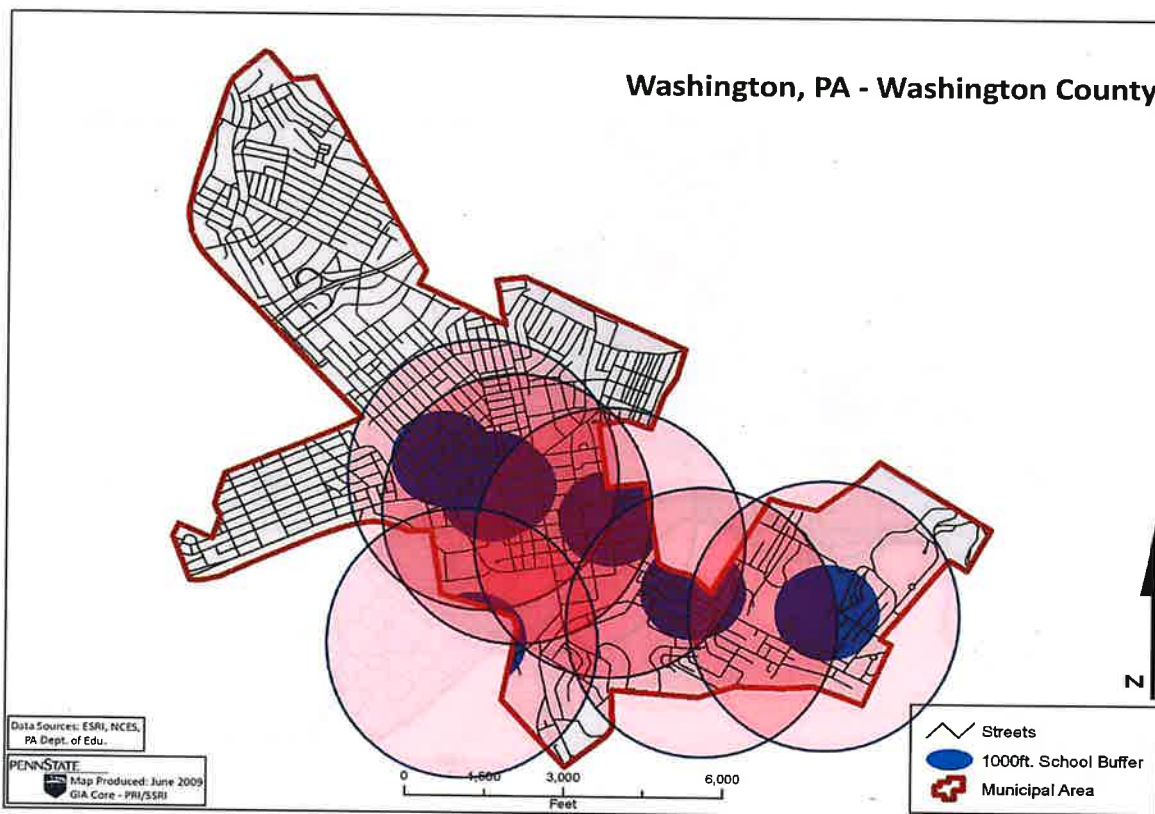 Washington, PA - Washington County
Data Sources: ESRI, NCES,
PA Dept. of Edu.
PENNSTATE
Map Produced: June 2009
GIA Core - PRI/SSRI
0 1,500 3,000 6,000
Feet
N
Streets
1000ft. School Buffer
Municipal Area